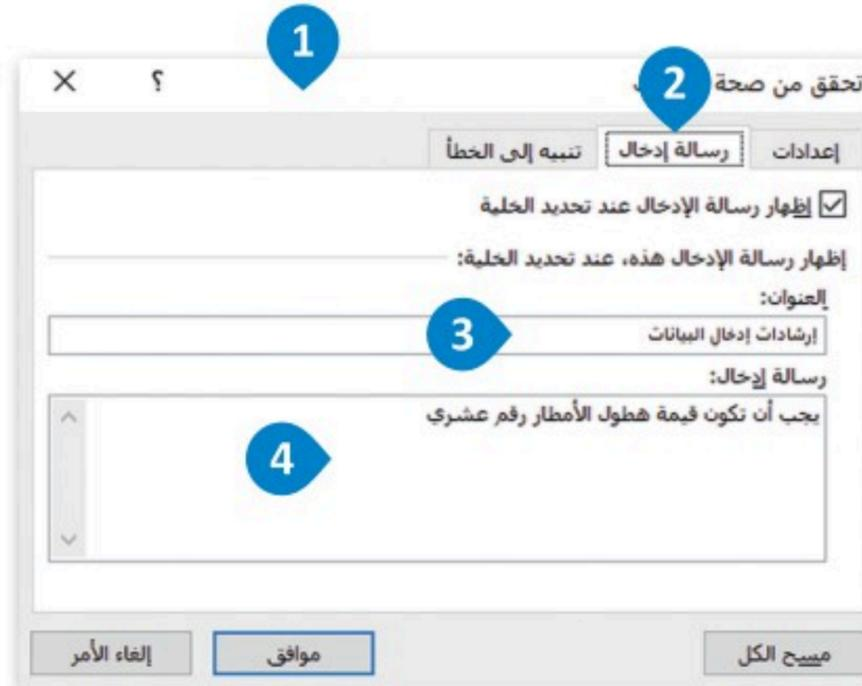 1
تحقق من صحة
2
؟
إعدادات
رسالة إدخال
تنبيه إلى الخطأ
إظهار رسالة الإدخال عند تحديد الخلية
إظهار رسالة الإدخال هذه، عند تحديد الخلية:
العنوان:
إرشادات إدخال البيانات
3
رسالة إدخال:
يجب أن تكون قيمة هطول الأمطار رقم عشري
4
مسح الكل
موافق
إلغاء الأمر